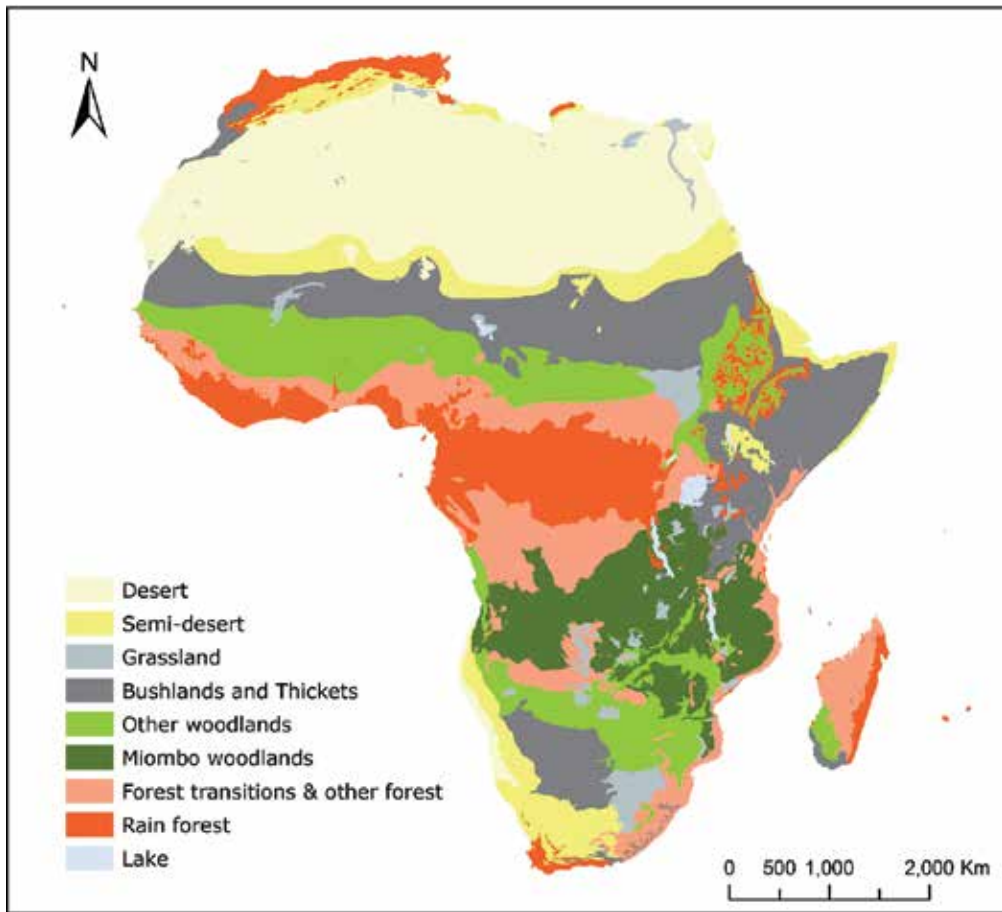 N
Desert
Semi-desert
Grassland
Bushlands and Thickets
Other woodlands
Miombo woodlands
Forest transitions & other forest
Rain forest
Lake
0 500 1,000 2,000 Km